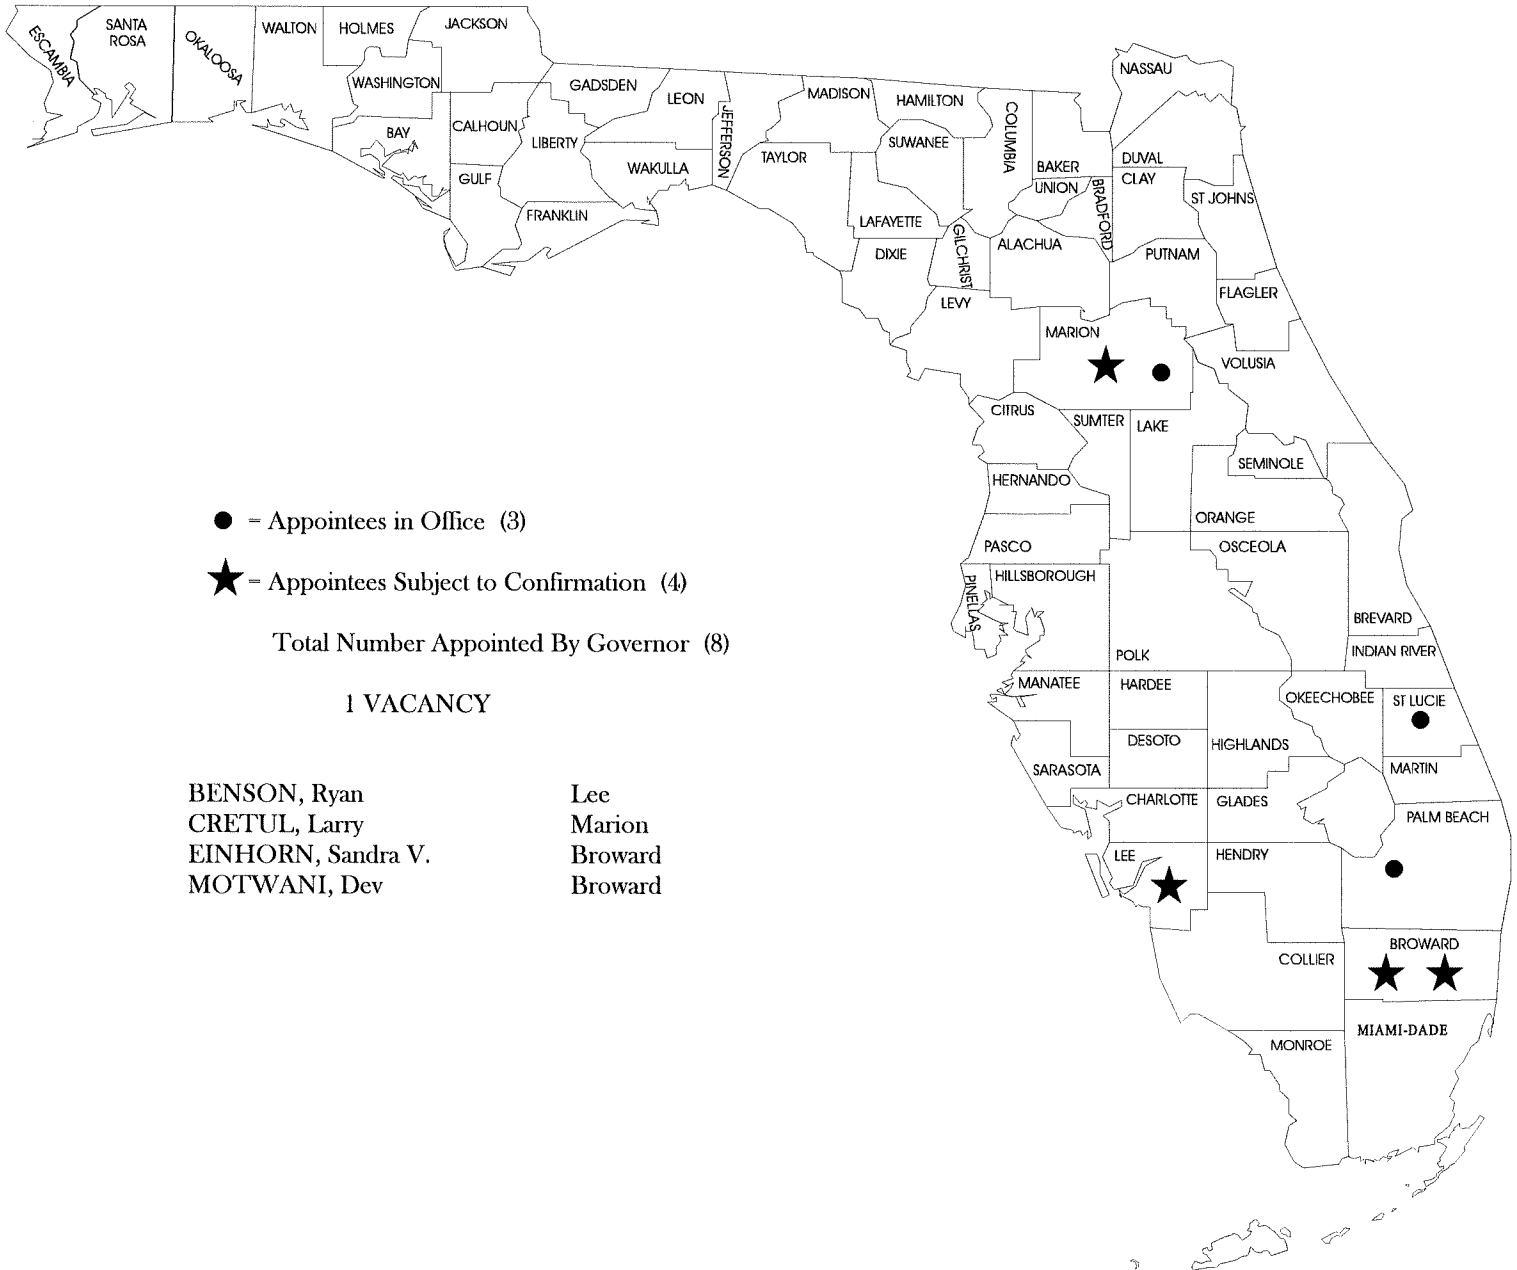 ESCAMBIA
SANTA
ROSA
OKALOOSA
WALTON
HOLMES
JACKSON
WASHINGTON
BAY
CALHOUN
GULF
GADSDEN
LIBERTY
FRANKLIN
LEON
WAKULLA
JEFFERSON
MADISON
TAYLOR
HAMILTON
SUWANEE
LAFAYETTE
DIXIE
COLUMBIA
GILCHRIST
LEVY
BAKER
UNION
BRADFORD
ALACHUA
NASSAU
DUVAL
CLAY
ST JOHNS
PUTNAM
FLAGLER
MARION
VOLUSIA
CITRUS
SUMTER
LAKE
SEMINOLE
HERNANDO
ORANGE
PASCO
OSCEOLA
HILLSBOROUGH
PINELLAS
BREVARD
POLK
INDIAN RIVER
MANATEE
HARDEE
OKEECHOBEE
ST LUCIE
DESOTO
HIGHLANDS
SARASOTA
MARTIN
CHARLOTTE
GLADES
PALM BEACH
LEE
HENDRY
BROWARD
COLLIER
MIAMI-DADE
MONROE
= Appointees in Office (3)
= Appointees Subject to Confirmation (4)
Total Number Appointed By Governor (8)
1 VACANCY
BENSON, Ryan Lee
CRETUL, Larry Marion
EINHORN, Sandra V. Broward
MOTWANI, Dev Broward